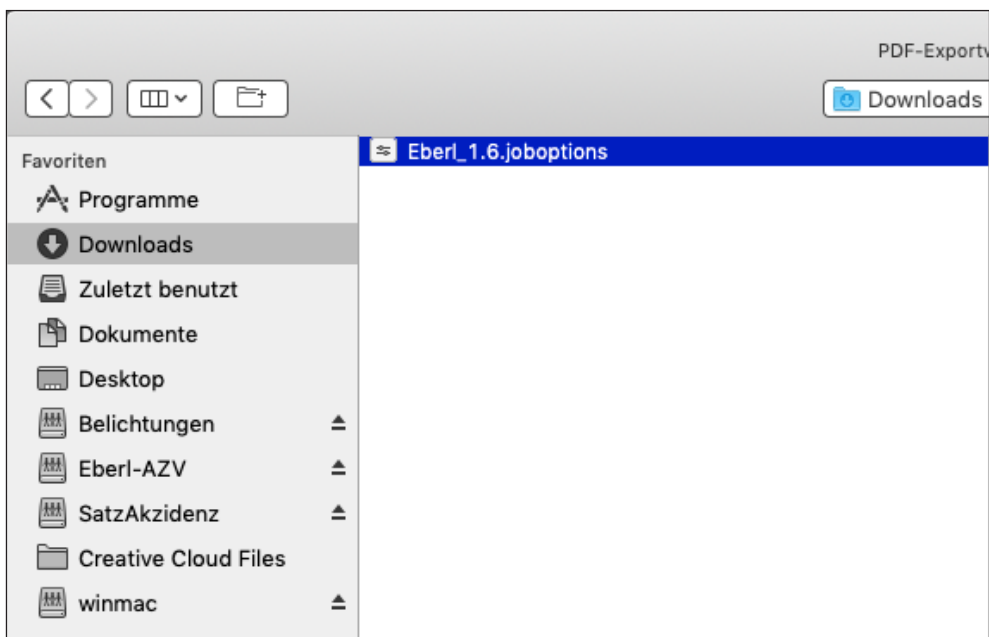 PDF-Exportv
Downloads
Favoriten
Eberl_1.6.joboptions
Programme
Downloads
Zuletzt benutzt
Dokumente
Desktop
Belichtungen
Eberl-AZV
SatzAkzidenz
Creative Cloud Files
winmac